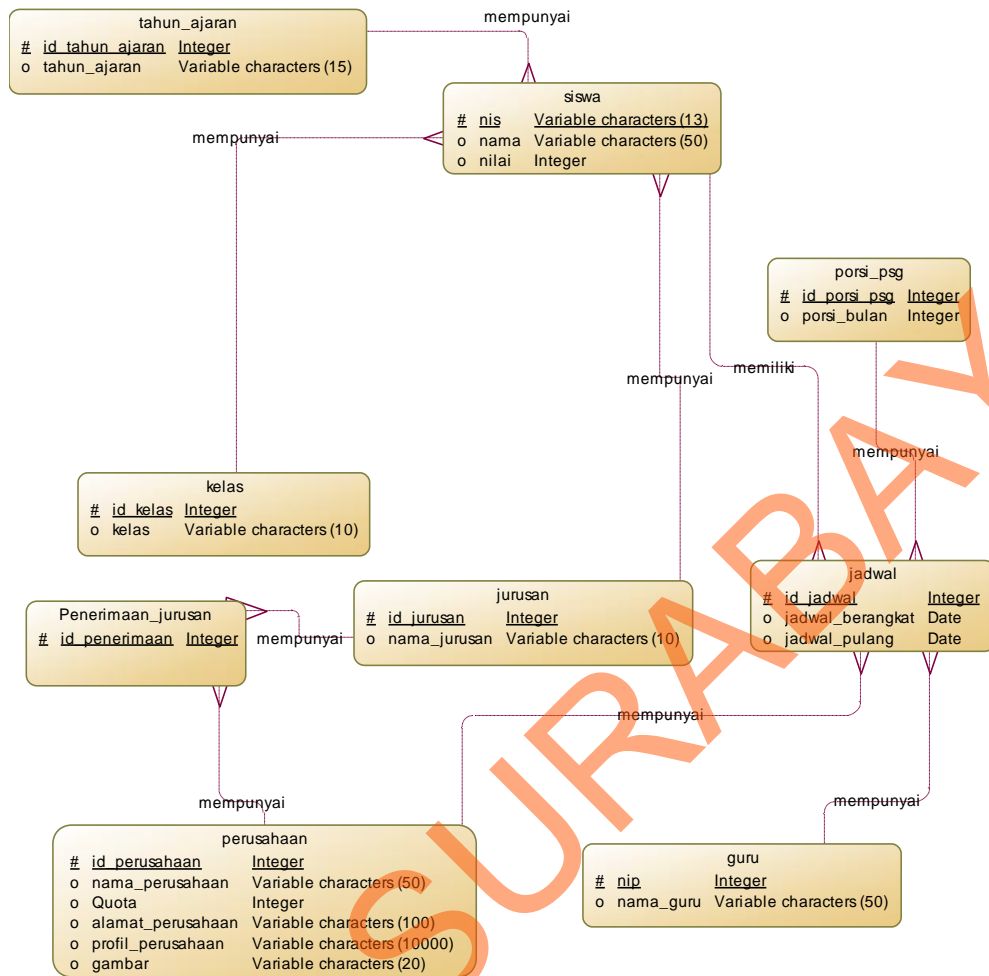 tahun_ajaran
# id_tahun_ajaran Integer
o tahun_ajaran Variable characters (15)
mempunyai
siswa
# nis Variable characters (13)
o nama Variable characters (50)
o nilai Integer
mempunyai
porsi_psg
# id_porsi_psg Integer
o porsi_bulan Integer
mempunyai
memiliki
mempunyai
kelas
# id_kelas Integer
o kelas Variable characters (10)
jadwal
# id_jadwal Integer
o jadwal_berangkat Date
o jadwal_pulang Date
Penerimaan_jurusan
# id_penerimaan Integer
mempunyai
jurusan
# id_jurusan Integer
o nama_jurusan Variable characters (10)
mempunyai
mempunyai
mempunyai
perusahaan
# id_perusahaan Integer
o nama_perusahaan Variable characters (50)
o Quota Integer
o alamat_perusahaan Variable characters (100)
o profil_perusahaan Variable characters (10000)
o gambar Variable characters (20)
guru
# nip Integer
o nama_guru Variable characters (50)
SURABAY